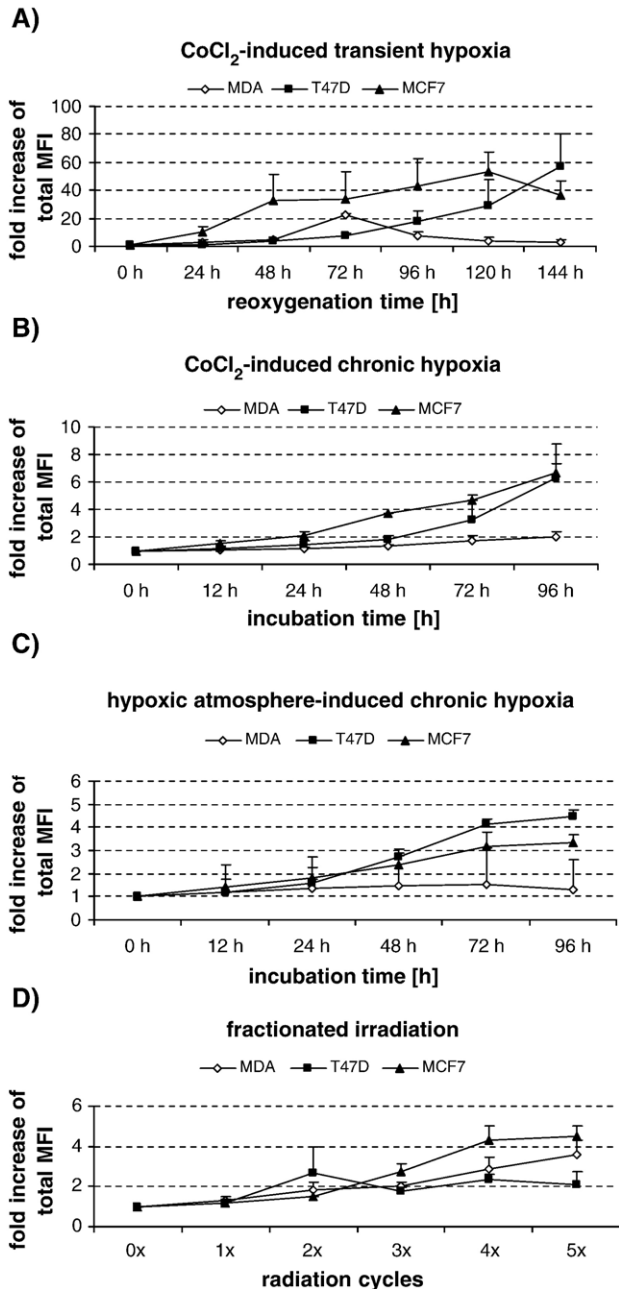 A)
CoCl2-induced transient hypoxia
MDA T47D MCF7
fold increase of
total MFI
100
80
60
40
20
0
0 h 24 h 48 h 72 h 96 h 120 h 144 h
reoxygenation time [h]
B)
CoCl2-induced chronic hypoxia
MDA T47D MCF7
fold increase of
total MFI
10
8
6
4
2
0
0 h 12 h 24 h 48 h 72 h 96 h
incubation time [h]
C)
hypoxic atmosphere-induced chronic hypoxia
MDA T47D MCF7
fold increase of
total MFI
6
5
4
3
2
1
0
0 h 12 h 24 h 48 h 72 h 96 h
incubation time [h]
D)
fractionated irradiation
MDA T47D MCF7
fold increase of
total MFI
6
4
2
0
0x 1x 2x 3x 4x 5x
radiation cycles